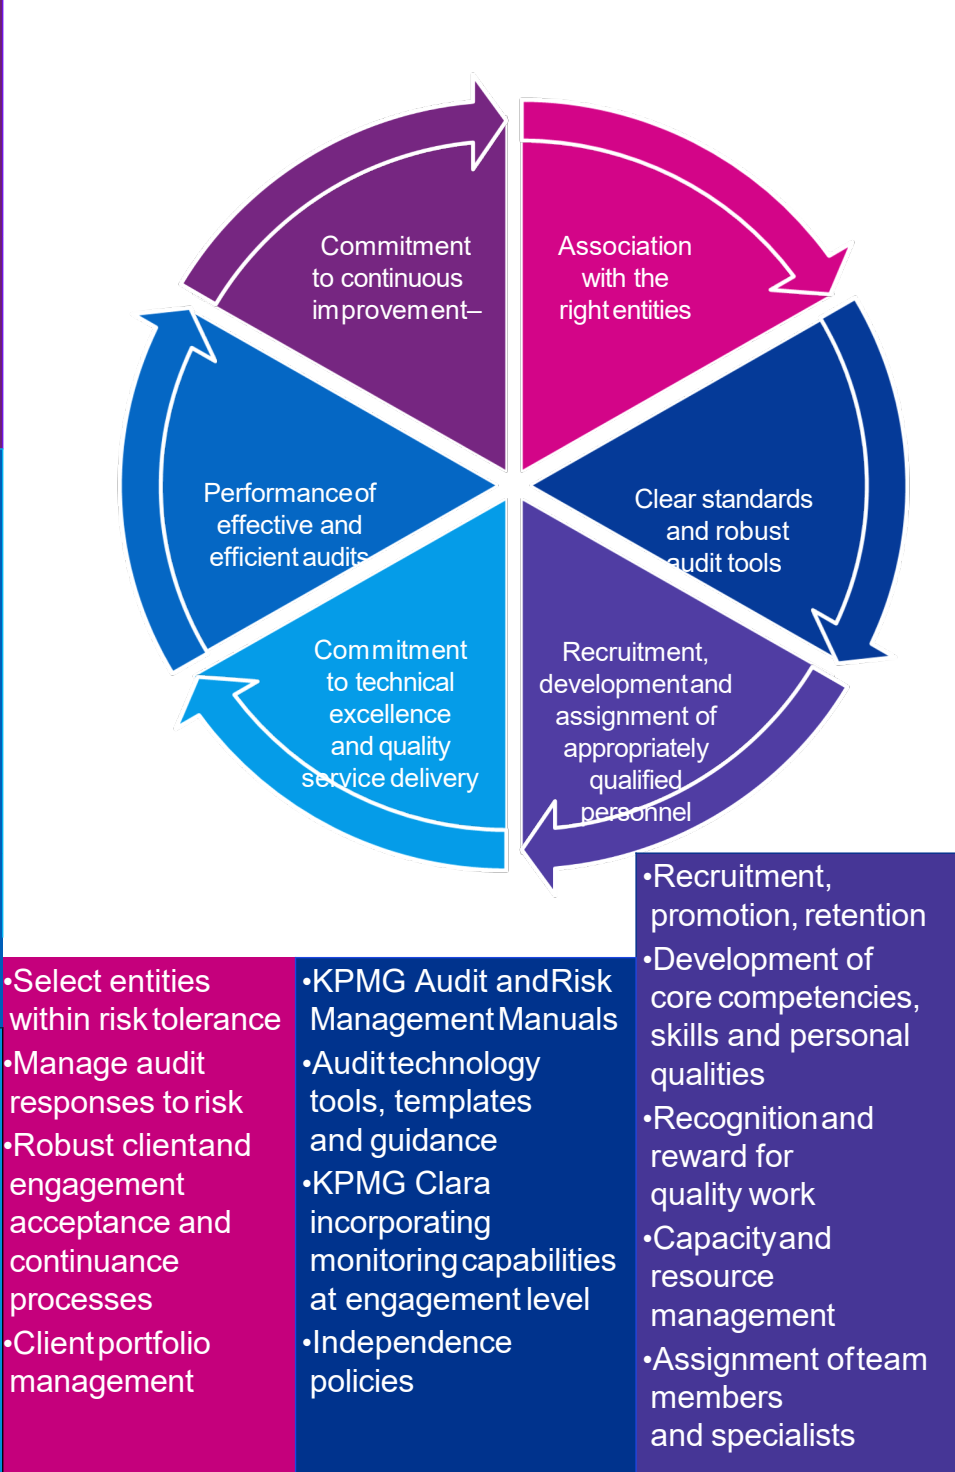 Commitment
to continuous
improvement–
Association
with the
right entities
Clear standards
and robust
audit tools
Recruitment,
development and
assignment of
appropriately
qualified
personnel
Commitment
to technical
excellence
and quality
service delivery
Performance of
effective and
efficient audits
•Select entities
within risk tolerance
•Manage audit
responses to risk
•Robust client and
engagement
acceptance and
continuance
processes
•Client portfolio
management
•KPMG Audit and Risk
Management Manuals
•Audit technology
tools, templates
and guidance
•KPMG Clara
incorporating
monitoring capabilities
at engagement level
•Independence
policies
•Recruitment,
promotion, retention
•Development of
core competencies,
skills and personal
qualities
•Recognition and
reward for
quality work
•Capacity and
resource
management
•Assignment of team
members
and specialists